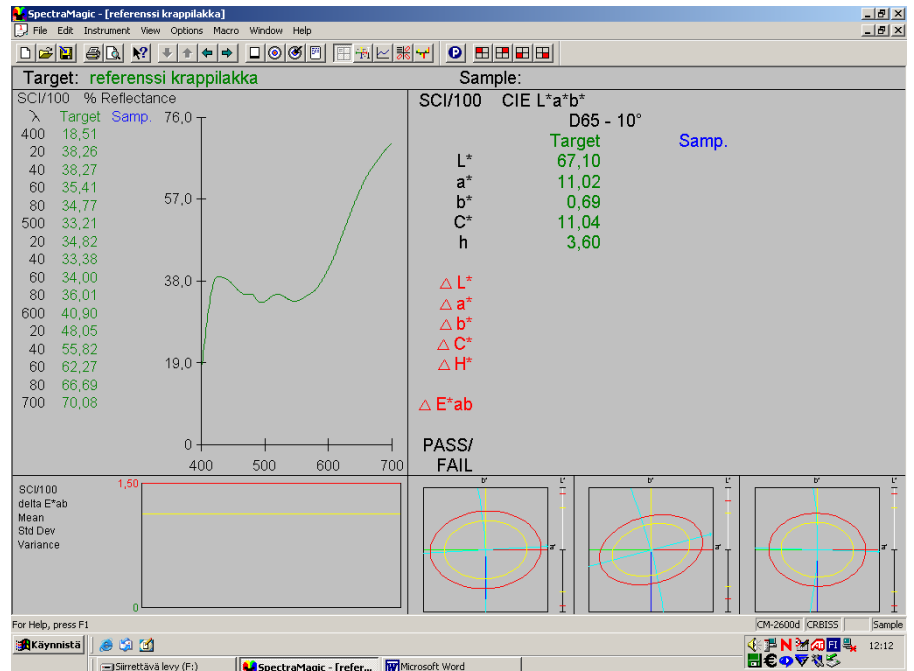 SpectraMagic - [referenssi krappilakka]
File Edit Instrument View Options Macro Window Help
Target: referenssi krappilakka Sample:
SCI/100 % Reflectance
λ Target Samp.
400 18,51
20 38,26
40 38,27
60 35,41
80 34,77
500 33,21
20 34,82
40 33,38
60 34,00
80 36,01
600 40,90
20 48,05
40 55,82
60 62,27
80 66,69
700 70,08
76,0
57,0
38,0
19,0
0
400 500 600 700
SCI/100 CIE L*a*b*
D65 - 10°
Target Samp.
L* 67,10
a* 11,02
b* 0,69
C* 11,04
h 3,60
△ L*
△ a*
△ b*
△ C*
△ H*
△ E*ab
PASS/
FAIL
SCI/100
delta E*ab
Mean
Std Dev
Variance
1,50
0
b* L*
a*
b* L*
a*
b* L*
a*
For Help, press F1 CM-2600d CRBISS Sample
Käynnistä 12:12
Siirrettävä levy (F:) SpectraMagic - [refer... Microsoft Word